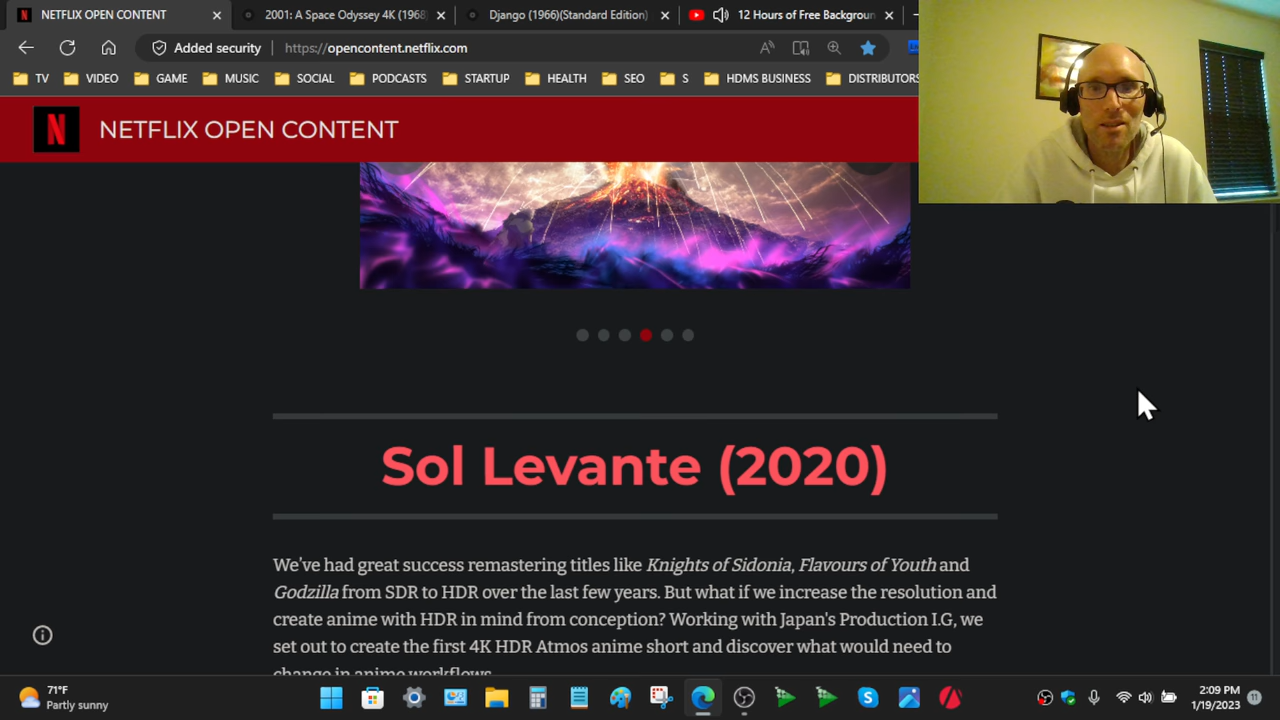 NETFLIX OPEN CONTENT
2001: A Space Odyssey 4K (1968)
Django (1966)(Standard Edition)
12 Hours of Free Backgroun
Added security
https://opencontent.netflix.com
TV VIDEO GAME MUSIC SOCIAL PODCASTS STARTUP HEALTH SEO S HDMS BUSINESS DISTRIBUTORS
N NETFLIX OPEN CONTENT
Sol Levante (2020)
We've had great success remastering titles like Knights of Sidonia, Flavours of Youth and
Godzilla from SDR to HDR over the last few years. But what if we increase the resolution and
create anime with HDR in mind from conception? Working with Japan's Production I.G, we
set out to create the first 4K HDR Atmos anime short and discover what would need to
change in anime workflows.
71°F
Partly sunny
2:09 PM
1/19/2023
11